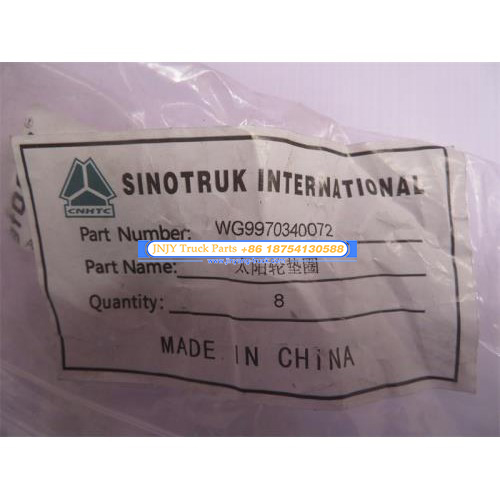 SINOTRUK INTERNATIONAL
CNHTC
Part Number: WG9970340072
JNJY Truck Parts +86 18754130588
Part Name: 太阳轮垫圈
Quantity: 8
MADE IN CHINA